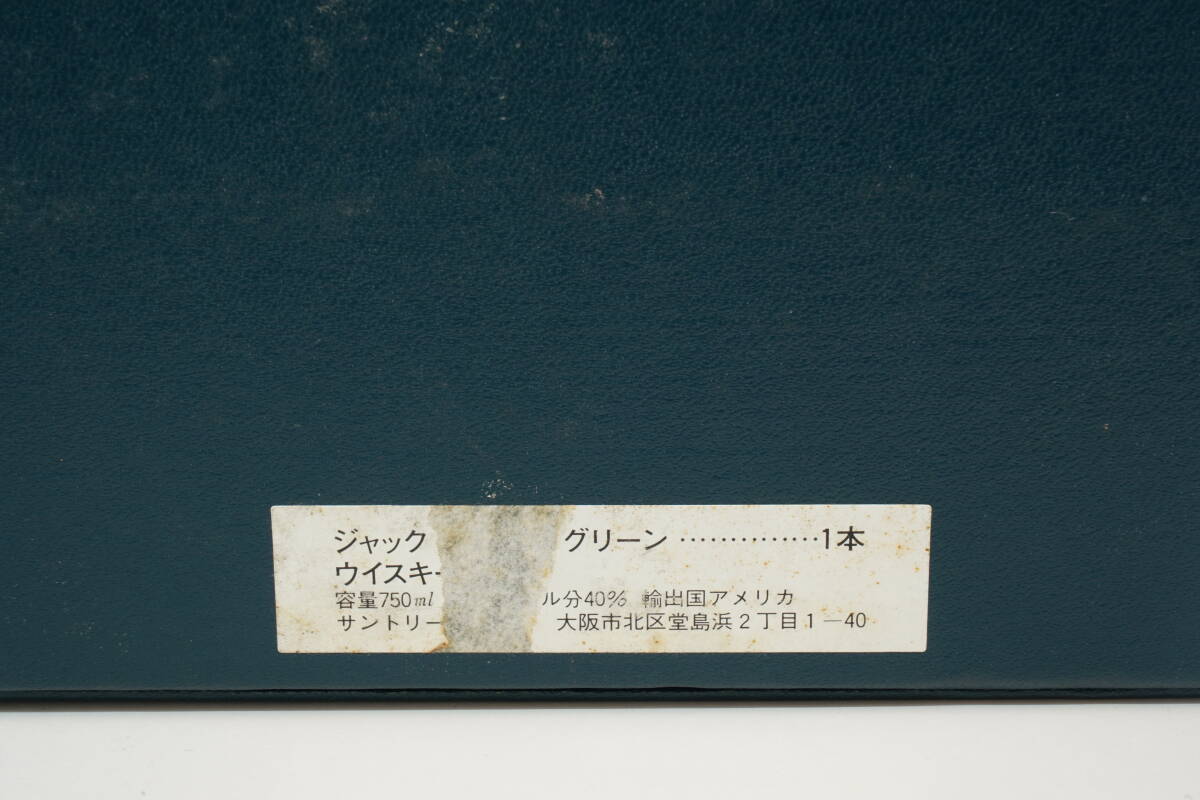 ジャック グリーン ‥‥‥‥‥‥‥1本
ウイスキー
容量750ml ル分40% 輸出国アメリカ
サントリー 大阪市北区堂島浜2丁目1-40